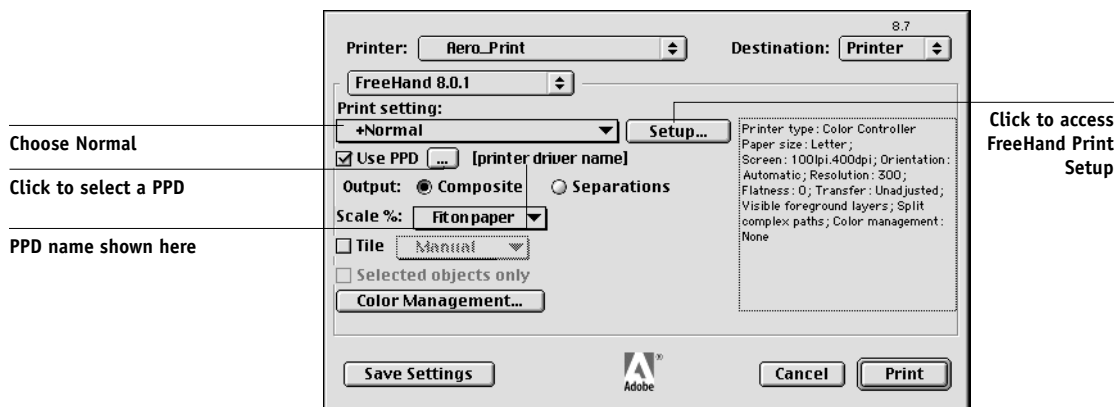 8.7
Printer: Aero_Print Destination: Printer
FreeHand 8.0.1
Print setting:
+Normal Setup...
Use PPD ... [printer driver name]
Output: Composite Separations
Scale %: Fit on paper
Tile Manual
Selected objects only
Color Management...
Printer type: Color Controller
Paper size: Letter;
Screen: 100lpi.400dpi; Orientation:
Automatic; Resolution: 300;
Flatness: 0; Transfer: Unadjusted;
Visible foreground layers; Split
complex paths; Color management:
None
Save Settings
Adobe
®
Cancel Print
Choose Normal
Click to select a PPD
PPD name shown here
Click to access
FreeHand Print
Setup